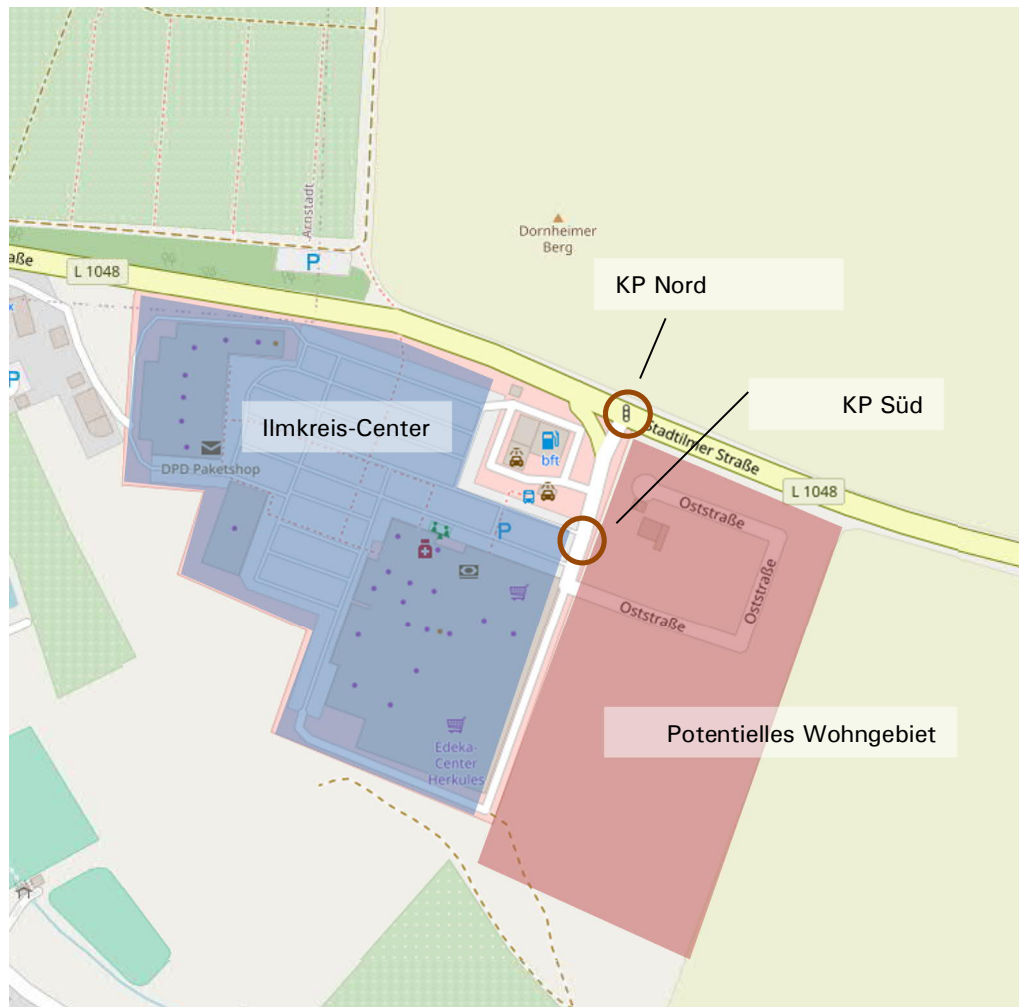 Arnstadt
P
Dornheimer
Berg
aße
L 1048
KP Nord
x
P
KP Süd
Ilmkreis-Center
bft
Stadtilmer Straße
DPD Paketshop
L 1048
Oststraße
P
Oststraße
Oststraße
Potentielles Wohngebiet
Edeka-
Center
Herkules